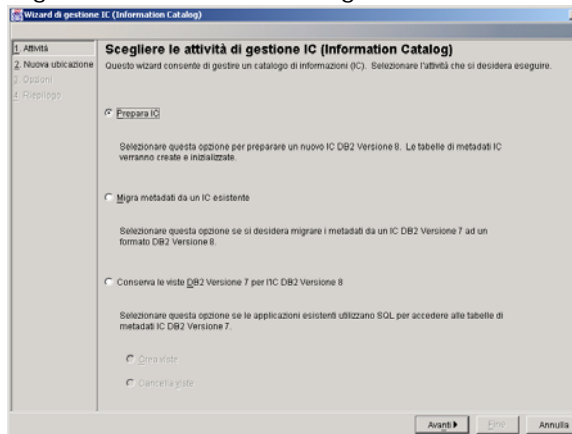 Wizard di gestione IC (Information Catalog)
1. Attività
2. Nuova ubicazione
3. Opzioni
4. Riepilogo
Scegliere le attività di gestione IC (Information Catalog)
Questo wizard consente di gestire un catalogo di informazioni (IC). Selezionare l'attività che si desidera eseguire.
Prepara IC
Selezionare questa opzione per preparare un nuovo IC DB2 Versione 8. Le tabelle di metadati IC
verranno create e inizializzate.
Migra metadati da un IC esistente
Selezionare questa opzione se si desidera migrare i metadati da un IC DB2 Versione 7 ad un
formato DB2 Versione 8.
Conserva le viste DB2 Versione 7 per l'IC DB2 Versione 8
Selezionare questa opzione se le applicazioni esistenti utilizzano SQL per accedere alle tabelle di
metadati IC DB2 Versione 7.
Crea viste
Cancella viste
Avanti Fine Annulla